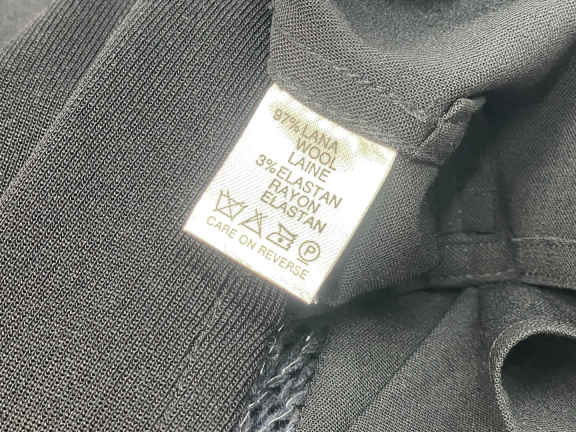 97% LANA
WOOL
LAINE
3% ELASTAN
RAYON
ELASTAN
P
CARE ON REVERSE